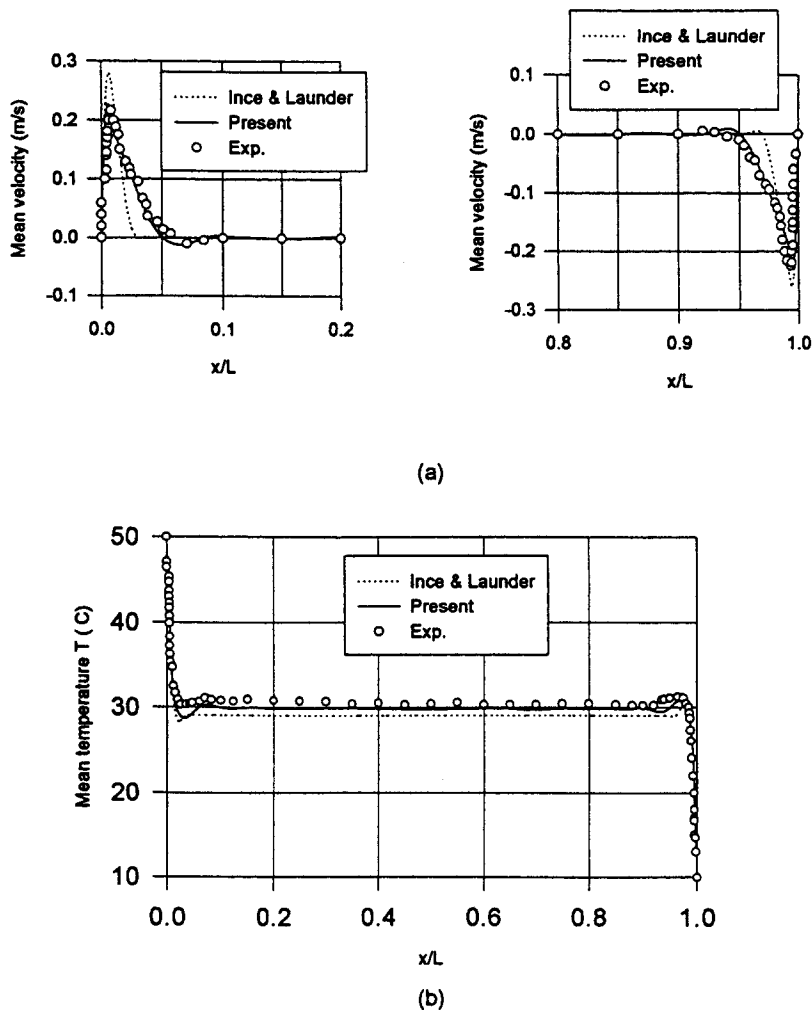 Mean velocity (m/s)
0.3
0.2
0.1
0.0
-0.1
Ince & Launder
Present
Exp.
0.0 0.1 0.2
x/L
Mean velocity (m/s)
0.1
0.0
-0.1
-0.2
-0.3
Ince & Launder
Present
Exp.
0.8 0.9 1.0
x/L
(a)
Mean temperature T ( C)
50
40
30
20
10
Ince & Launder
Present
Exp.
0.0 0.2 0.4 0.6 0.8 1.0
x/L
(b)